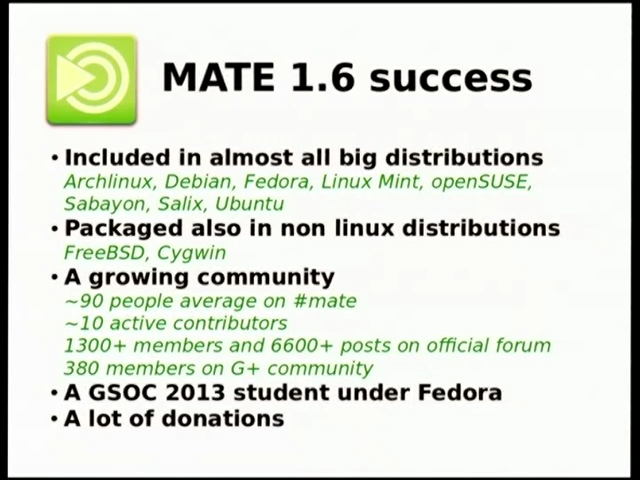 MATE 1.6 success
• Included in almost all big distributions
Archlinux, Debian, Fedora, Linux Mint, openSUSE,
Sabayon, Salix, Ubuntu
• Packaged also in non linux distributions
FreeBSD, Cygwin
• A growing community
~90 people average on #mate
~10 active contributors
1300+ members and 6600+ posts on official forum
380 members on G+ community
• A GSOC 2013 student under Fedora
• A lot of donations